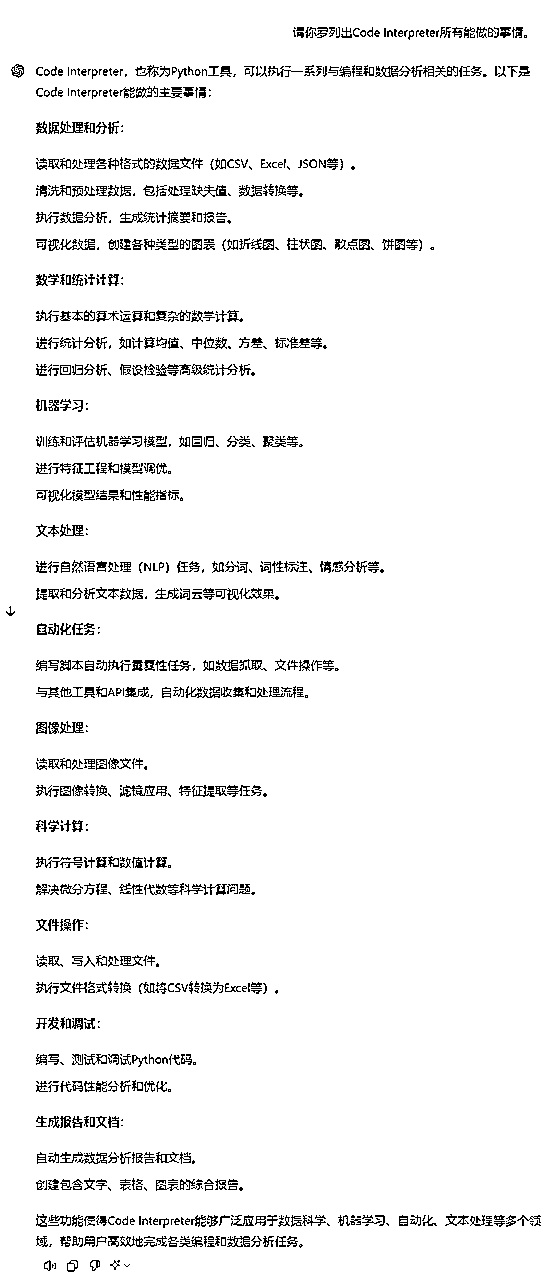 请你罗列出Code Interpreter所有能做的事情。
Code Interpreter，也称为Python工具，可以执行一系列与编程和数据分析相关的任务。以下是
Code Interpreter能做的主要事情：
数据处理和分析：
读取和处理各种格式的数据文件（如CSV、Excel、JSON等）。
清洗和预处理数据，包括处理缺失值、数据转换等。
执行数据分析，生成统计摘要和报告。
可视化数据，创建各种类型的图表（如折线图、柱状图、散点图、饼图等）。
数学和统计计算：
执行基本的算术运算和复杂的数学计算。
进行统计分析，如计算均值、中位数、方差、标准差等。
进行回归分析、假设检验等高级统计分析。
机器学习：
训练和评估机器学习模型，如回归、分类、聚类等。
进行特征工程和模型调优。
可视化模型结果和性能指标。
文本处理：
进行自然语言处理（NLP）任务，如分词、词性标注、情感分析等。
提取和分析文本数据，生成词云等可视化效果。
自动化任务：
编写脚本自动执行重复性任务，如数据抓取、文件操作等。
与其他工具和API集成，自动化数据收集和处理流程。
图像处理：
读取和处理图像文件。
执行图像转换、滤镜应用、特征提取等任务。
科学计算：
执行符号计算和数值计算。
解决微分方程、线性代数等科学计算问题。
文件操作：
读取、写入和处理文件。
执行文件格式转换（如将CSV转换为Excel等）。
开发和调试：
编写、测试和调试Python代码。
进行代码性能分析和优化。
生成报告和文档：
自动生成数据分析报告和文档。
创建包含文字、表格、图表的综合报告。
这些功能使得Code Interpreter能够广泛应用于数据科学、机器学习、自动化、文本处理等多个领
域，帮助用户高效地完成各类编程和数据分析任务。